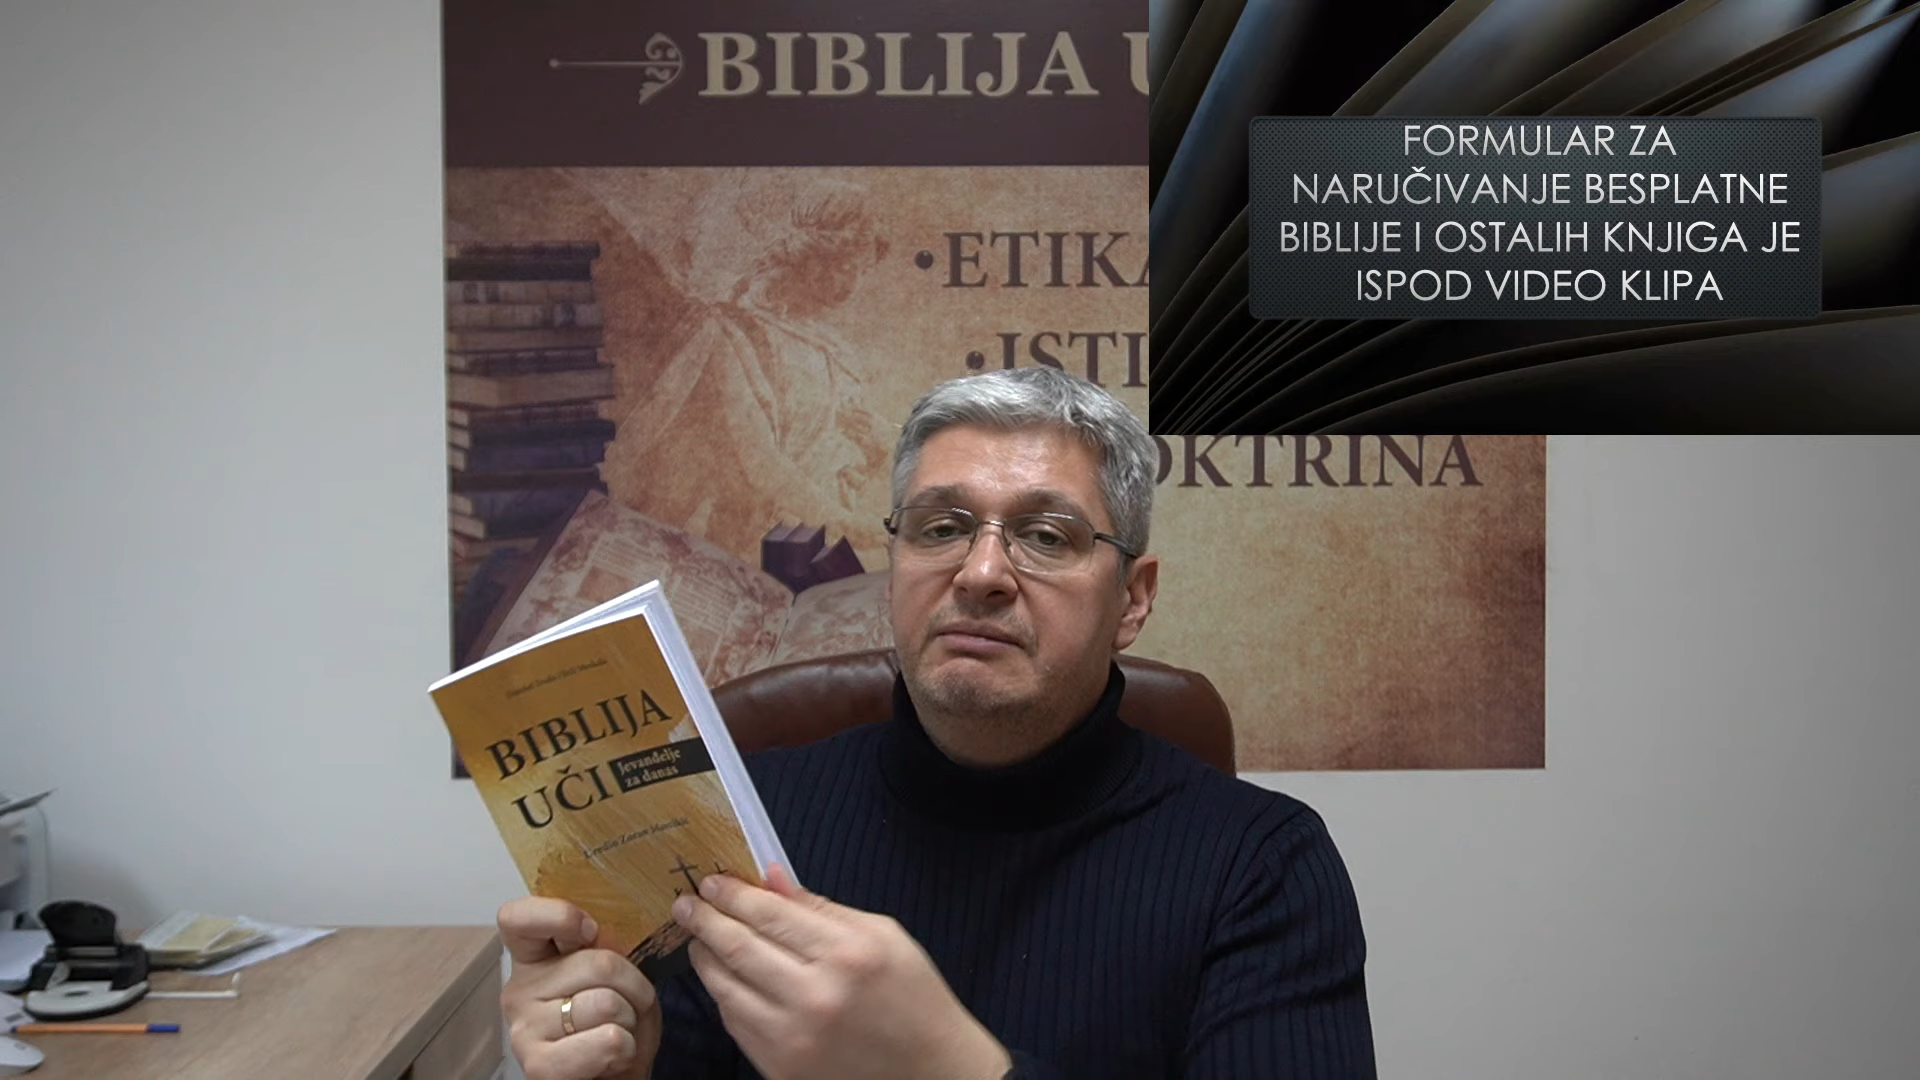 BIBLIJA U
•ETIKA
•ISTI
OKTRINA
FORMULAR ZA
NARUČIVANJE BESPLATNE
BIBLIJE I OSTALIH KNJIGA JE
ISPOD VIDEO KLIPA
BIBLIJA
UČI
Jevanđelje
za danas